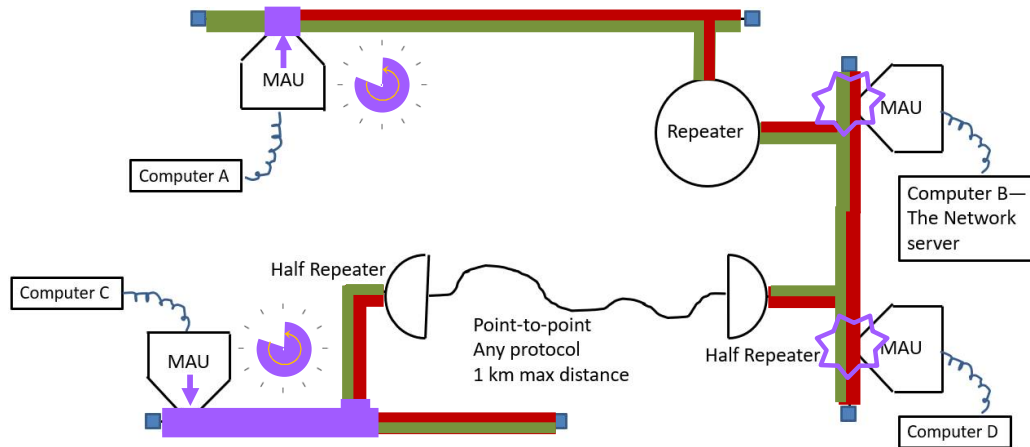 MAU
Computer A
Repeater
MAU
Computer B—
The Network
server
Computer C
MAU
Half Repeater
Point-to-point
Any protocol
1 km max distance
Half Repeater
MAU
Computer D